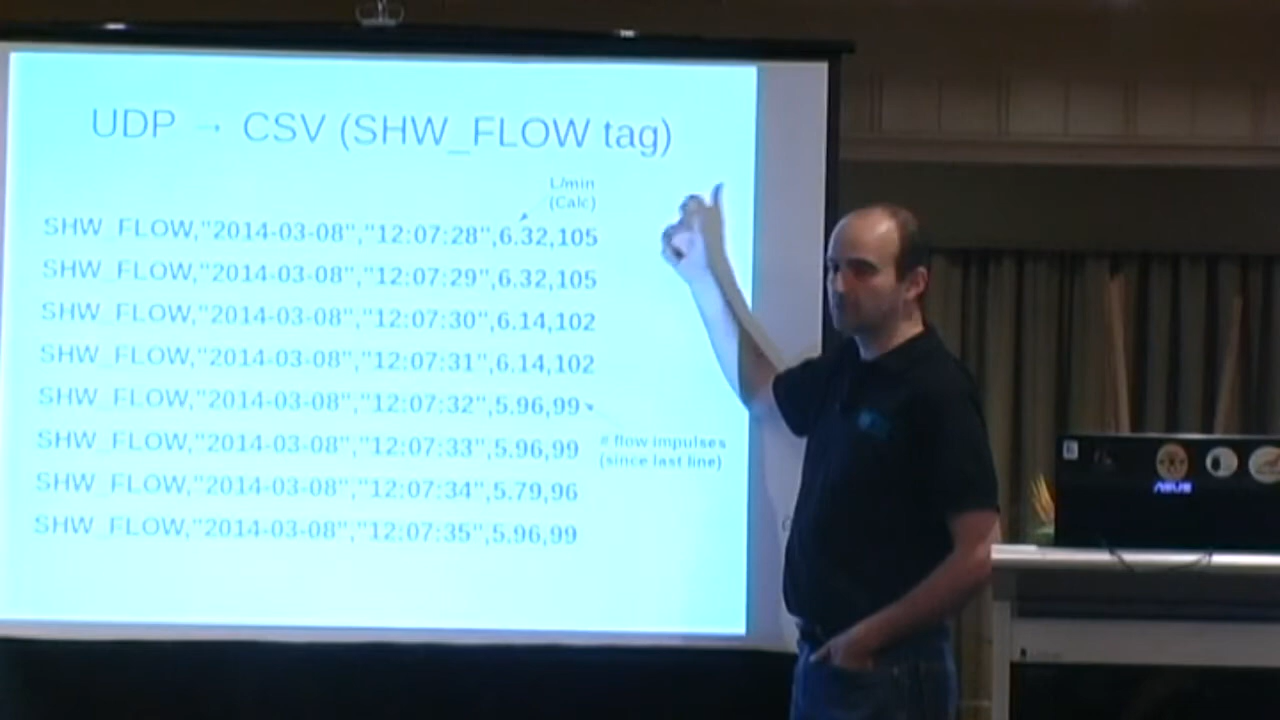 UDP → CSV (SHW_FLOW tag)
L/min
(Calc)
SHW_FLOW,"2014-03-08","12:07:28",6.32,105
SHW_FLOW,"2014-03-08","12:07:29",6.32,105
SHW_FLOW,"2014-03-08","12:07:30",6.14,102
SHW_FLOW,"2014-03-08","12:07:31",6.14,102
SHW_FLOW,"2014-03-08","12:07:32",5.96,99
SHW_FLOW,"2014-03-08","12:07:33",5.96,99
# flow impulses
(since last line)
SHW_FLOW,"2014-03-08","12:07:34",5.79,96
SHW_FLOW,"2014-03-08","12:07:35",5.96,99
ASUS